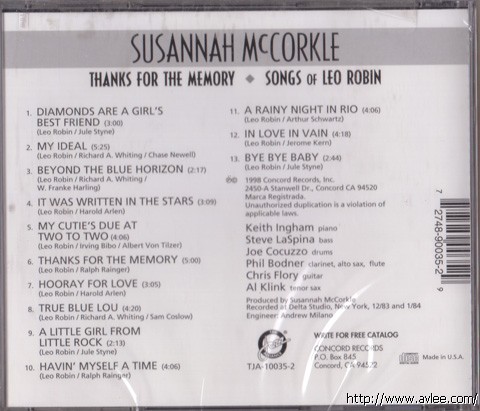 SUSANNAH McCORKLE
THANKS FOR THE MEMORY ◆ SONGS OF LEO ROBIN
1. DIAMONDS ARE A GIRL'S
BEST FRIEND (3:00)
(Leo Robin / Jule Styne)
2. MY IDEAL (5:25)
(Leo Robin / Richard A. Whiting / Chase Newell)
3. BEYOND THE BLUE HORIZON (2:17)
(Leo Robin / Richard A. Whiting /
W. Franke Harling)
4. IT WAS WRITTEN IN THE STARS (3:09)
(Leo Robin / Harold Arlen)
5. MY CUTIE'S DUE AT
TWO TO TWO (4:06)
(Leo Robin / Irving Bibo / Albert Von Tilzer)
6. THANKS FOR THE MEMORY (5:00)
(Leo Robin / Ralph Rainger)
7. HOORAY FOR LOVE (3:05)
(Leo Robin / Harold Arlen)
8. TRUE BLUE LOU (4:20)
(Leo Robin / Richard A. Whiting / Sam Coslow)
9. A LITTLE GIRL FROM
LITTLE ROCK (2:13)
(Leo Robin / Jule Styne)
10. HAVIN' MYSELF A TIME (4:06)
(Leo Robin / Ralph Rainger)
11. A RAINY NIGHT IN RIO (4:06)
(Leo Robin / Arthur Schwartz)
12. IN LOVE IN VAIN (4:18)
(Leo Robin / Jerome Kern)
13. BYE BYE BABY (2:44)
(Leo Robin / Jule Styne)
1998 Concord Records, Inc.
2450-A Stanwell Dr., Concord CA 94520
Marca Registrada.
Unauthorized duplication is a violation of
applicable laws.
Keith Ingham piano
Steve LaSpina bass
Joe Cocuzzo drums
Phil Bodner clarinet, alto sax, flute
Chris Flory guitar
Al Klink tenor sax
Produced by Susannah McCorkle
Recorded at Delta Studio, New York, 12/83 and 1/84
Engineer: Andrew Milano
TJA-10035-2
WRITE FOR FREE CATALOG
CONCORD RECORDS
P.O. Box 845
Concord, CA 94522
Made in U.S.A.
7 2748-90035-2 9
http://www.avlee.com/